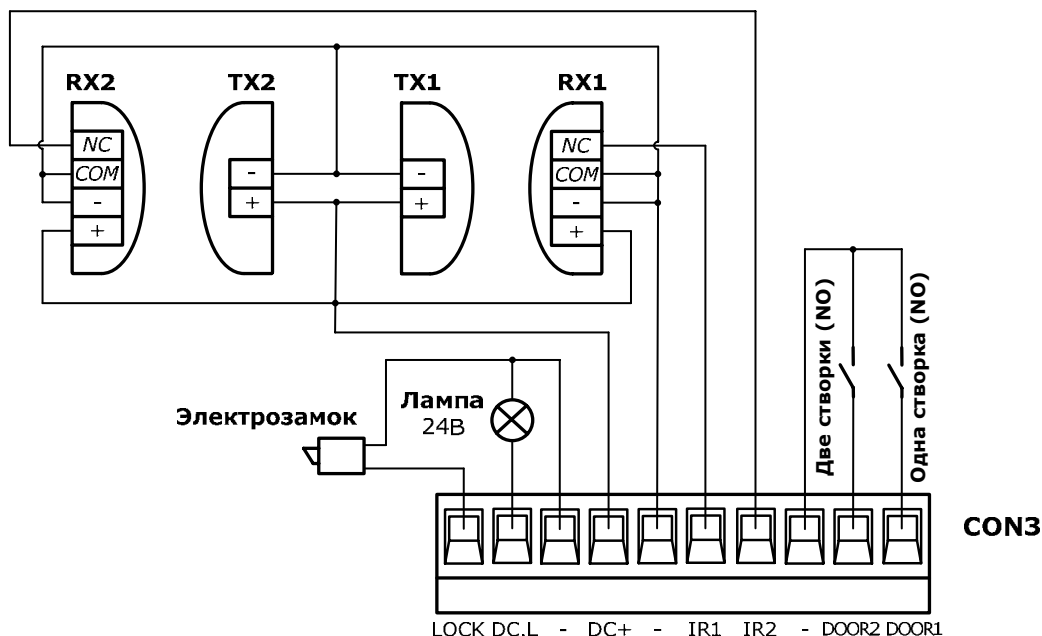 RX2
TX2
TX1
RX1
NC
COM
-
+
-
+
-
+
NC
COM
-
+
Две створки (NO)
Одна створка (NO)
Электрозамок
Лампа
24В
CON3
LOCK DC.L - DC+ - IR1 IR2 - DOOR2 DOOR1